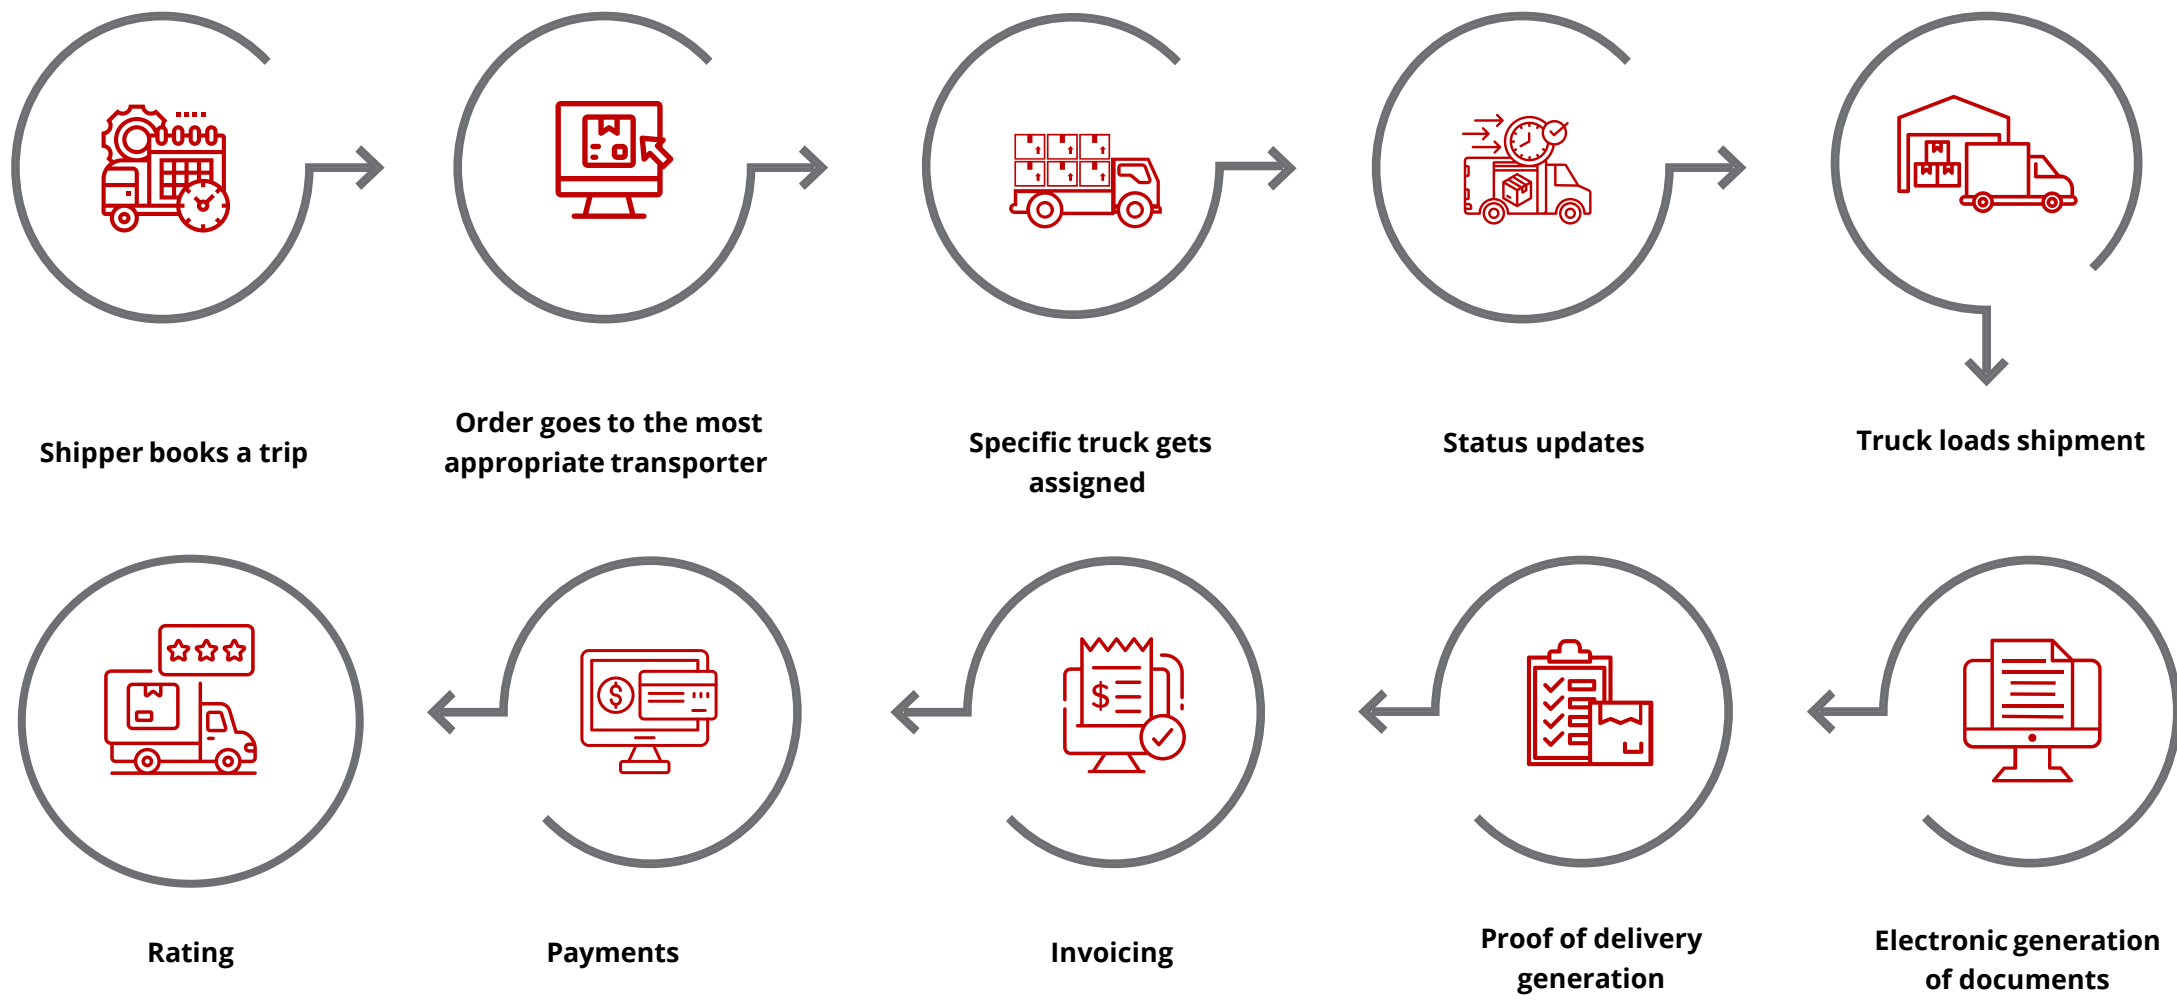 Shipper books a trip
Order goes to the most
appropriate transporter
Specific truck gets
assigned
Status updates
Truck loads shipment
Rating
Payments
Invoicing
Proof of delivery
generation
Electronic generation
of documents